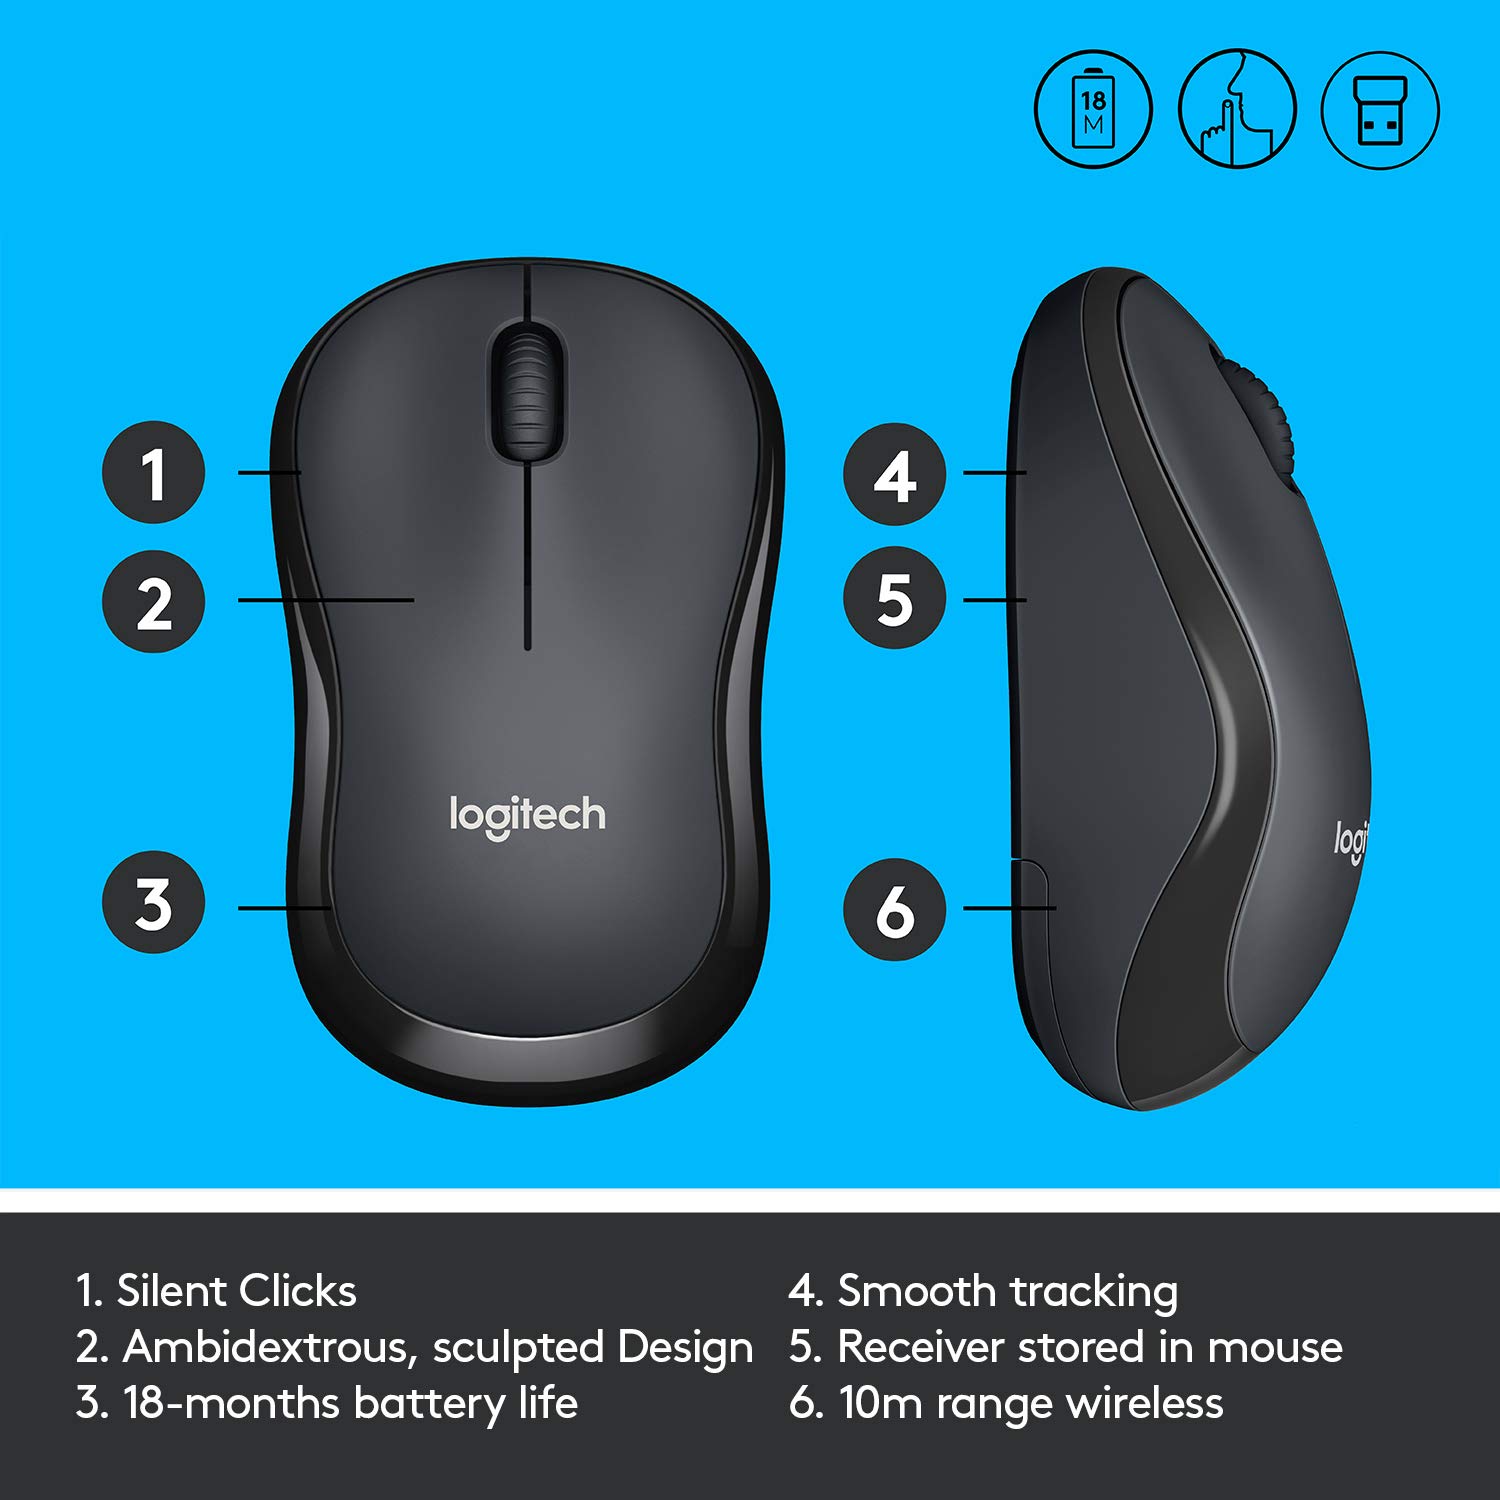 18
M
1
2
3
4
5
6
logitech
logi
1. Silent Clicks
2. Ambidextrous, sculpted Design
3. 18-months battery life
4. Smooth tracking
5. Receiver stored in mouse
6. 10m range wireless